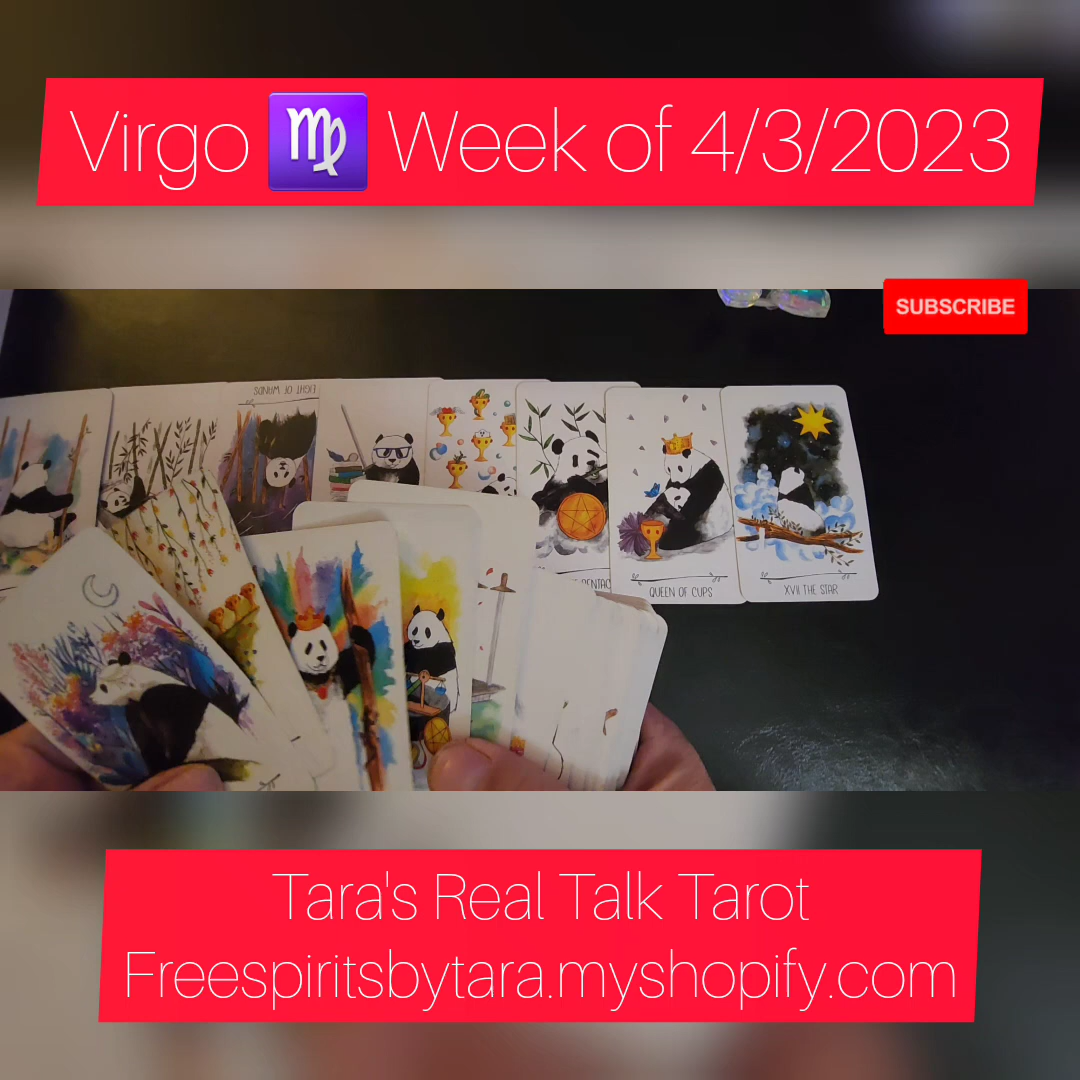 Virgo ♍ Week of 4/3/2023
SUBSCRIBE
EIGHT OF WANDS
QUEEN OF CUPS
XVII THE STAR
Tara's Real Talk Tarot
Freespiritsbytara.myshopify.com